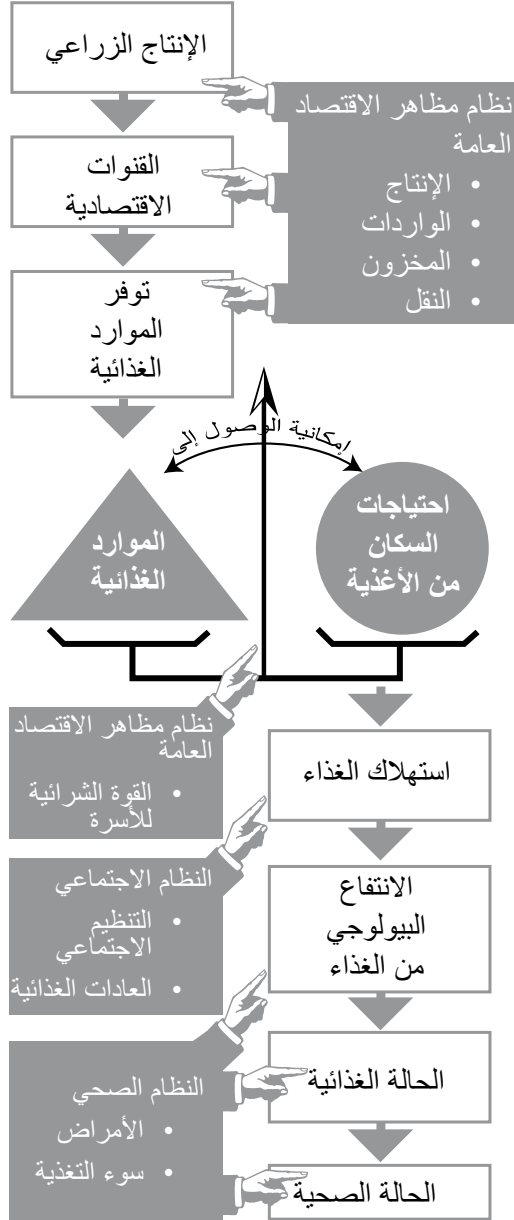 الإنتاج الزراعي
نظام مظاهر الاقتصاد
العامة
• الإنتاج
• الواردات
• المخزون
• النقل
القنوات
الاقتصادية
توفر
الموارد
الغذائية
إمكانية الوصول إلى
احتياجات
السكان
من الأغذية
الموارد
الغذائية
نظام مظاهر الاقتصاد
العامة
• القوة الشرائية
للأسرة
استهلاك الغذاء
النظام الاجتماعي
• التنظيم
الاجتماعي
• العادات الغذائية
الانتفاع
البيولوجي
من الغذاء
النظام الصحي
• الأمراض
• سوء التغذية
الحالة الغذائية
الحالة الصحية